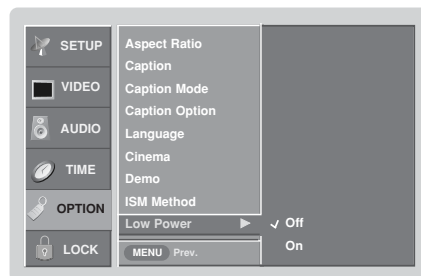 SETUP
VIDEO
AUDIO
TIME
OPTION
LOCK
Aspect Ratio
Caption
Caption Mode
Caption Option
Language
Cinema
Demo
ISM Method
Low Power
MENU Prev.
Off
On